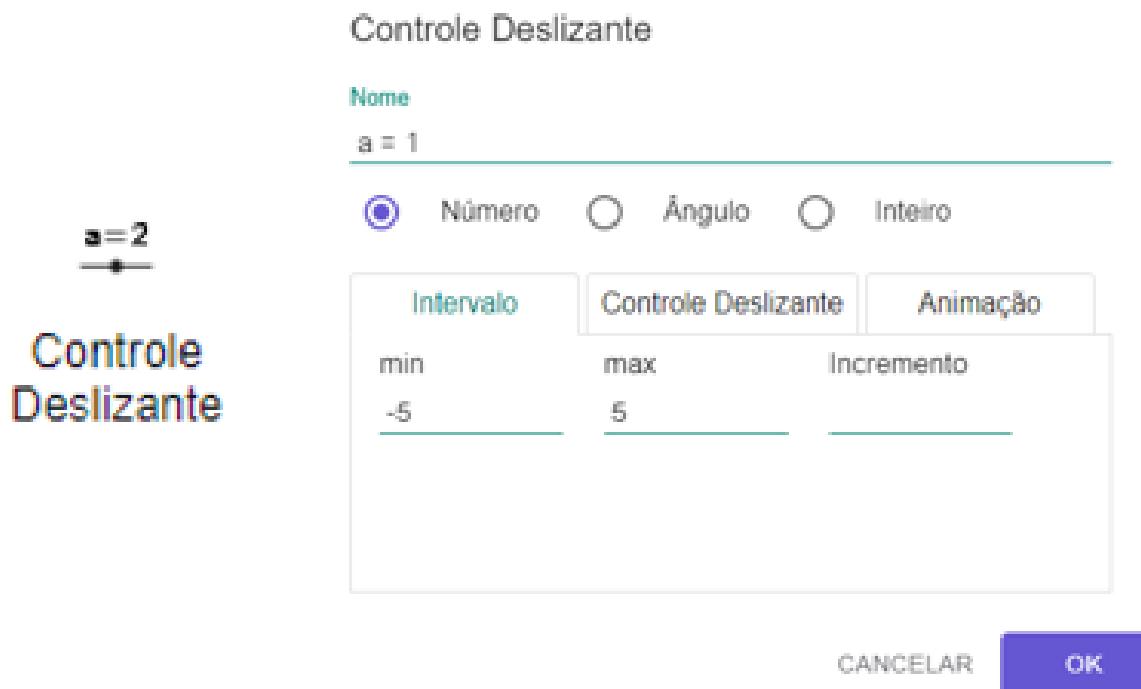 a=2
Controle
Deslizante
Controle Deslizante
Nome
a = 1
Número Ângulo Inteiro
Intervalo Controle Deslizante Animação
min max Incremento
-5 5
CANCELAR OK